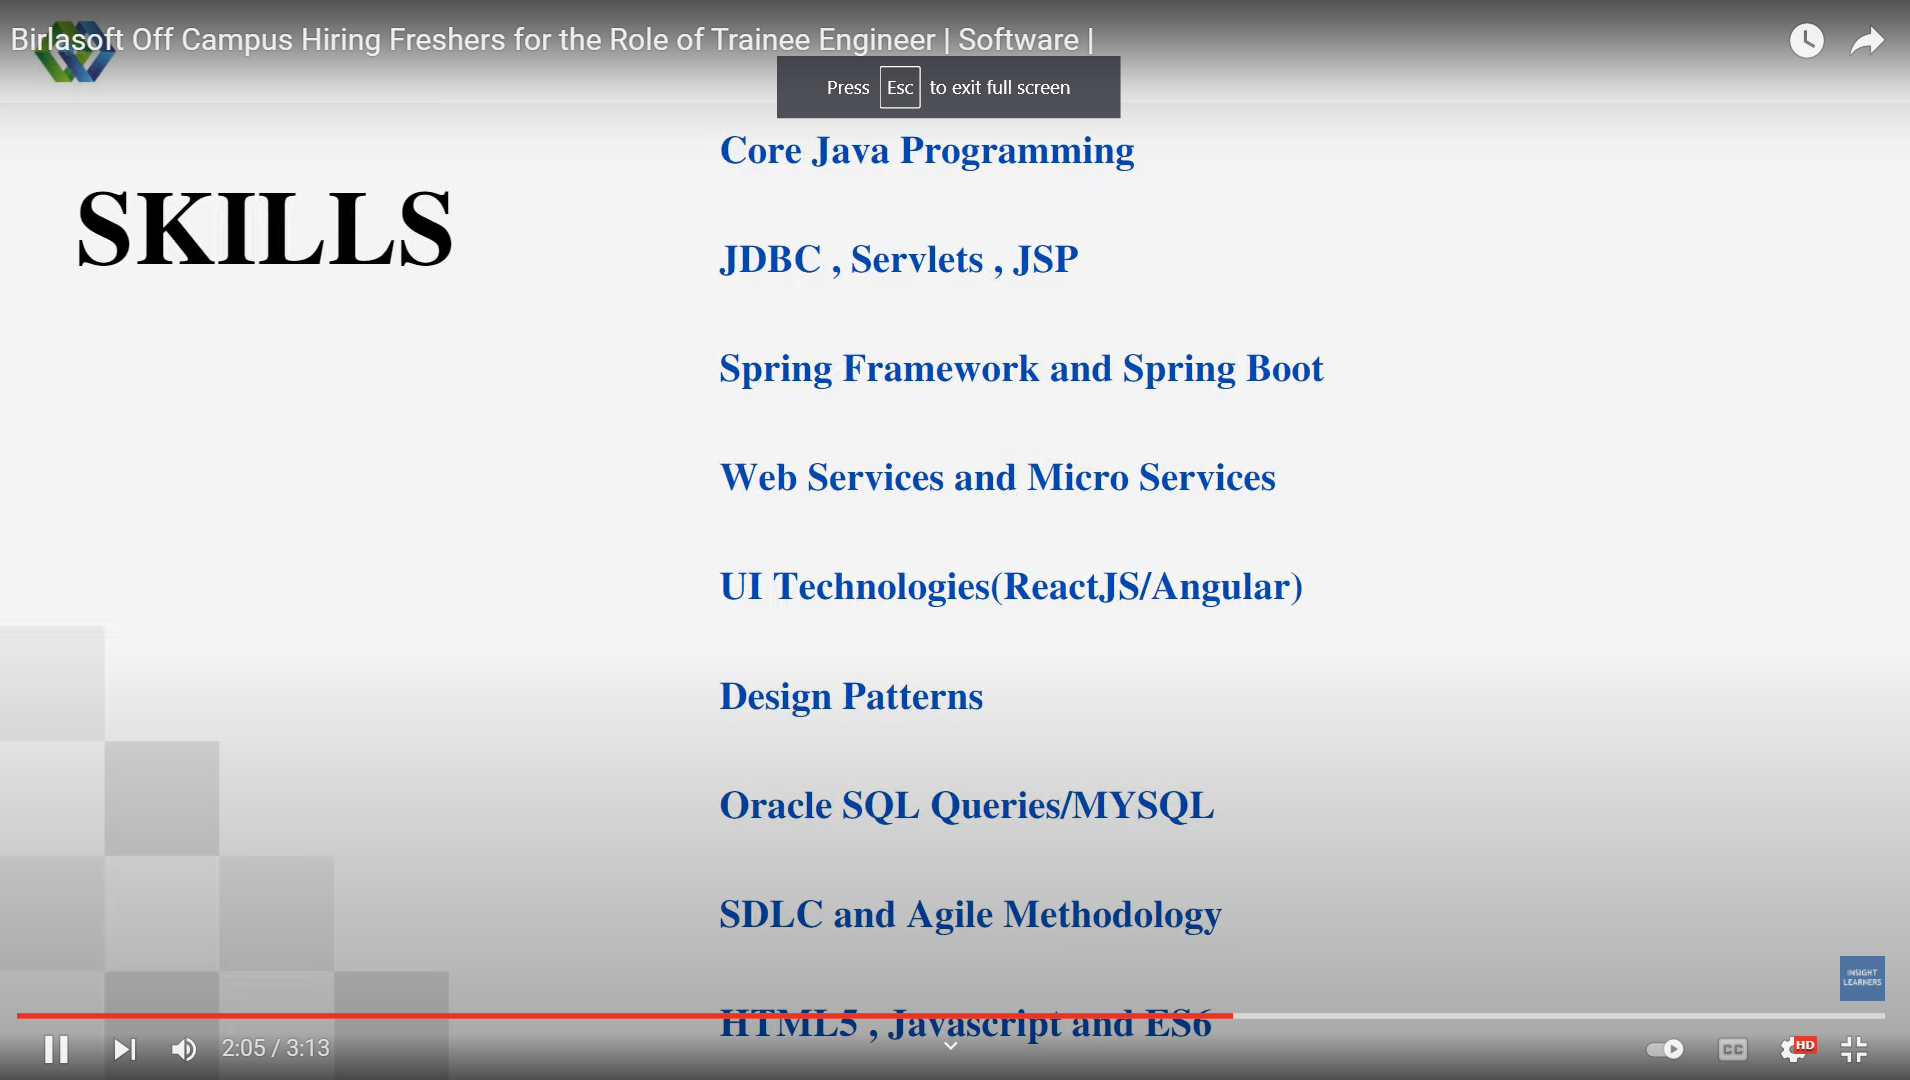 Birlasoft Off Campus Hiring Freshers for the Role of Trainee Engineer | Software |
Press Esc to exit full screen
Core Java Programming
SKILLS
JDBC , Servlets , JSP
Spring Framework and Spring Boot
Web Services and Micro Services
UI Technologies(ReactJS/Angular)
Design Patterns
Oracle SQL Queries/MYSQL
SDLC and Agile Methodology
INSIGHT
LEARNERS
HTML5 , Javascript and ES6
2:05 / 3:13
CC
HD